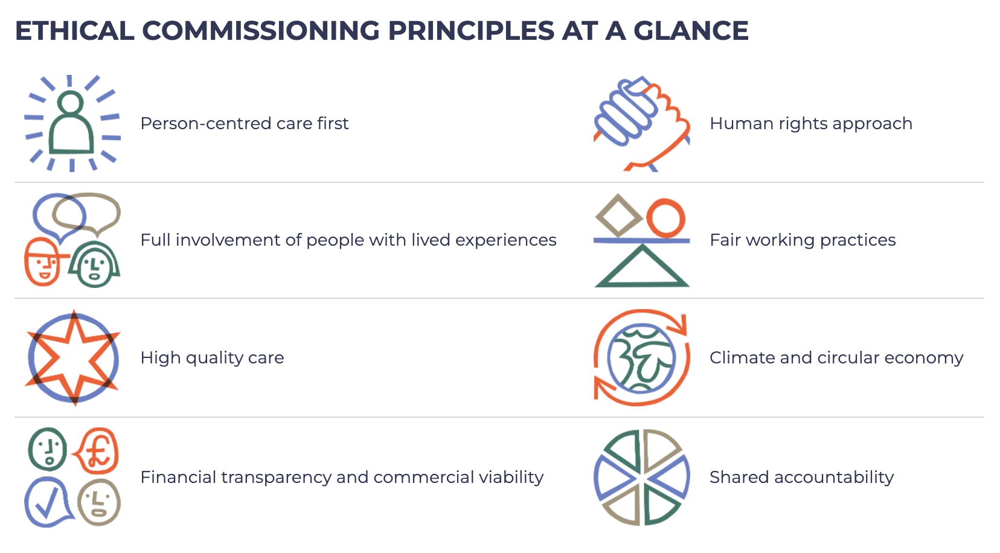 ETHICAL COMMISSIONING PRINCIPLES AT A GLANCE
Person-centred care first
Human rights approach
Full involvement of people with lived experiences
Fair working practices
High quality care
Climate and circular economy
£
Financial transparency and commercial viability
Shared accountability